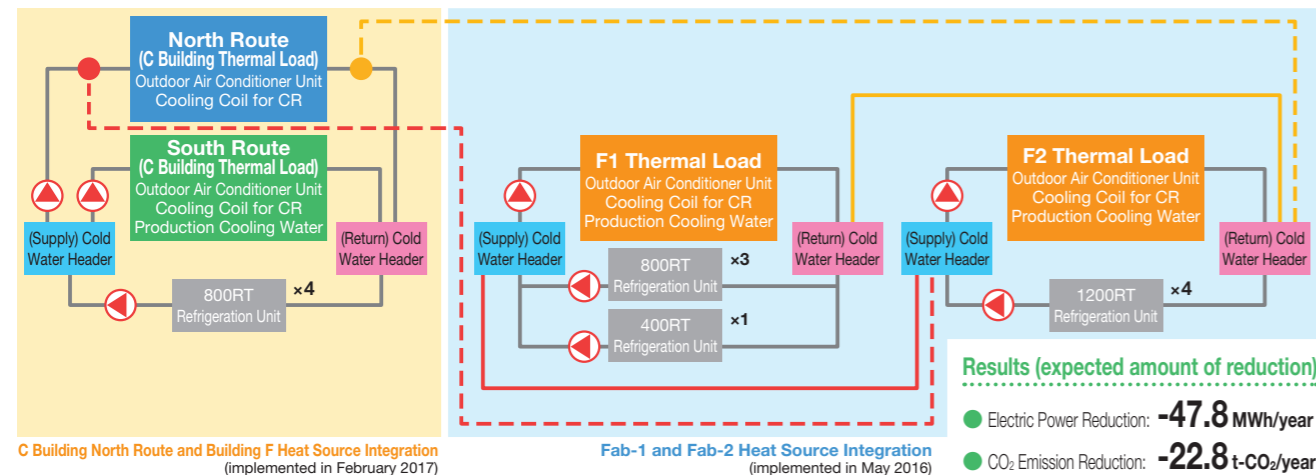 North Route
(C Building Thermal Load)
Outdoor Air Conditioner Unit
Cooling Coil for CR
South Route
(C Building Thermal Load)
Outdoor Air Conditioner Unit
Cooling Coil for CR
Production Cooling Water
(Supply) Cold
Water Header
(Return) Cold
Water Header
800RT
Refrigeration Unit
×4
C Building North Route and Building F Heat Source Integration
(implemented in February 2017)
F1 Thermal Load
Outdoor Air Conditioner Unit
Cooling Coil for CR
Production Cooling Water
(Supply) Cold
Water Header
(Return) Cold
Water Header
800RT
Refrigeration Unit
×3
400RT
Refrigeration Unit
×1
F2 Thermal Load
Outdoor Air Conditioner Unit
Cooling Coil for CR
Production Cooling Water
(Supply) Cold
Water Header
(Return) Cold
Water Header
1200RT
Refrigeration Unit
×4
Fab-1 and Fab-2 Heat Source Integration
(implemented in May 2016)
Results (expected amount of reduction)
Electric Power Reduction: -47.8 MWh/year
CO₂ Emission Reduction: -22.8 t-CO₂/year